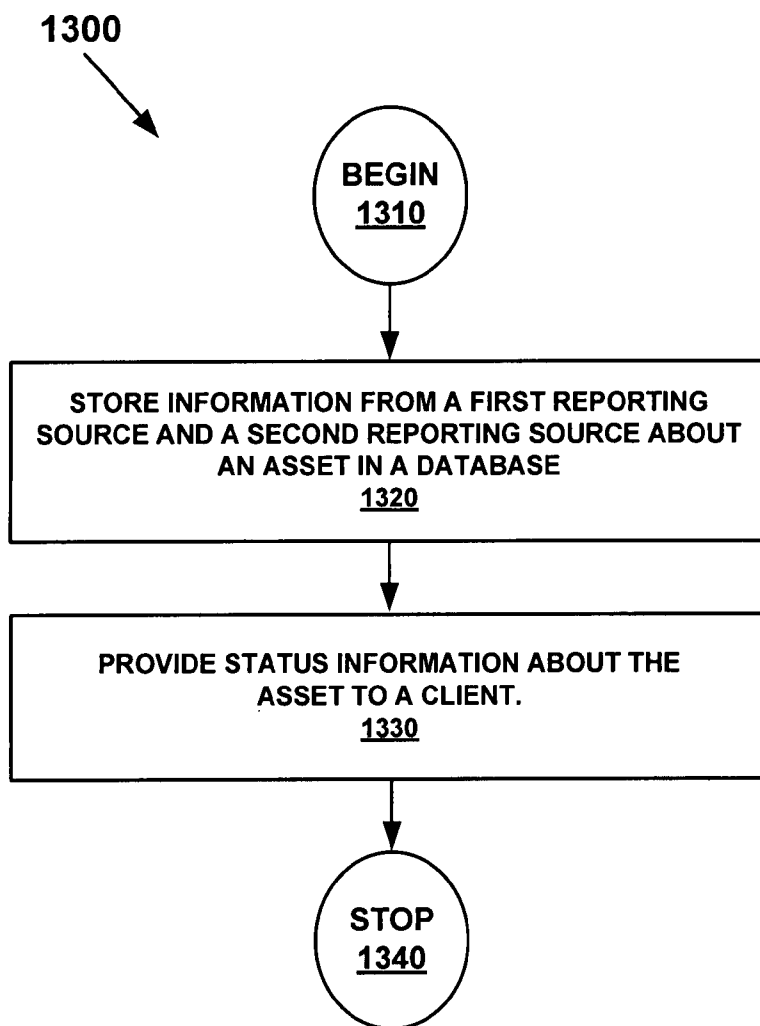 1300
BEGIN
1310
STORE INFORMATION FROM A FIRST REPORTING
SOURCE AND A SECOND REPORTING SOURCE ABOUT
AN ASSET IN A DATABASE
1320
PROVIDE STATUS INFORMATION ABOUT THE
ASSET TO A CLIENT.
1330
STOP
1340